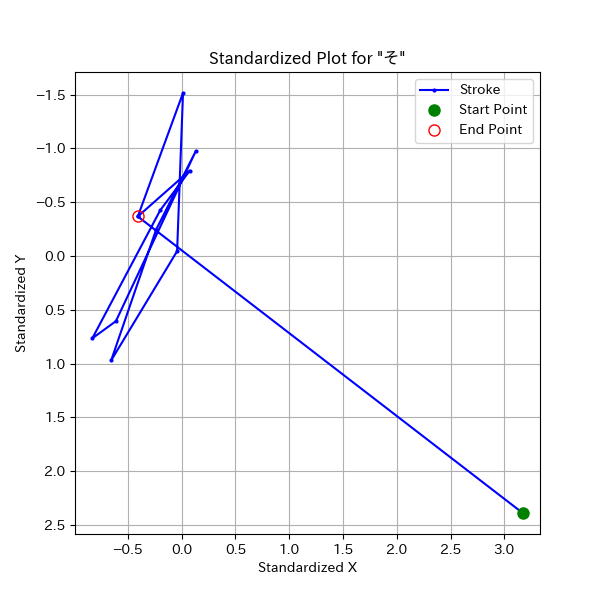 Standardized Plot for "そ"
Stroke
Start Point
End Point
−1.5
−1.0
−0.5
0.0
0.5
1.0
1.5
2.0
2.5
Standardized Y
−0.5 0.0 0.5 1.0 1.5 2.0 2.5 3.0
Standardized X